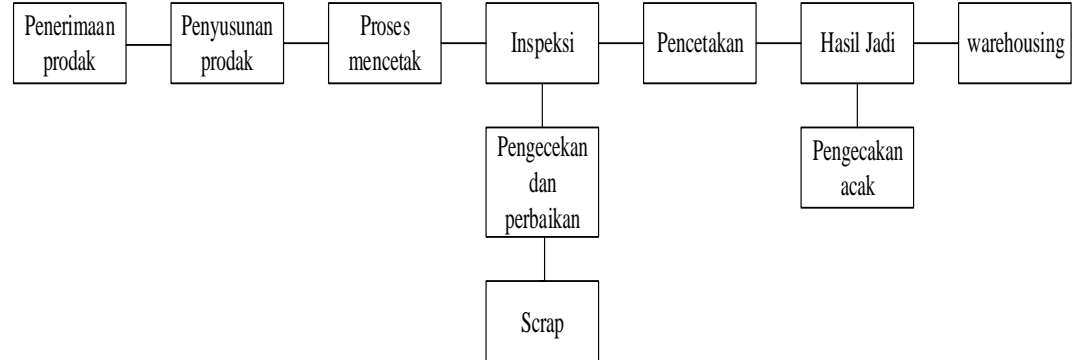 Penerimaan
prodak
Penyusunan
prodak
Proses
mencetak
Inspeksi
Pencetakan
Hasil Jadi
warehousing
Pengecekan
dan
perbaikan
Pengecakan
acak
Scrap